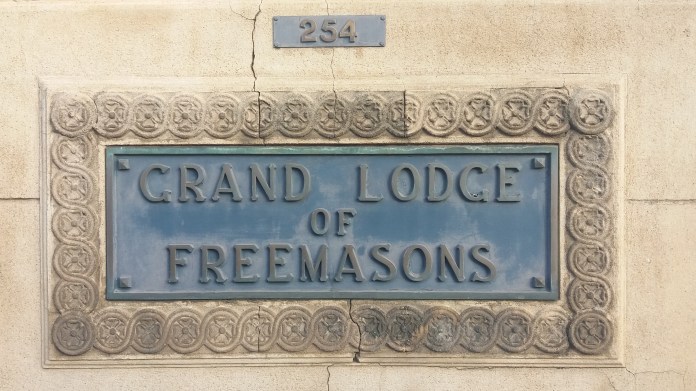 254
GRAND LODGE
OF
FREEMASONS